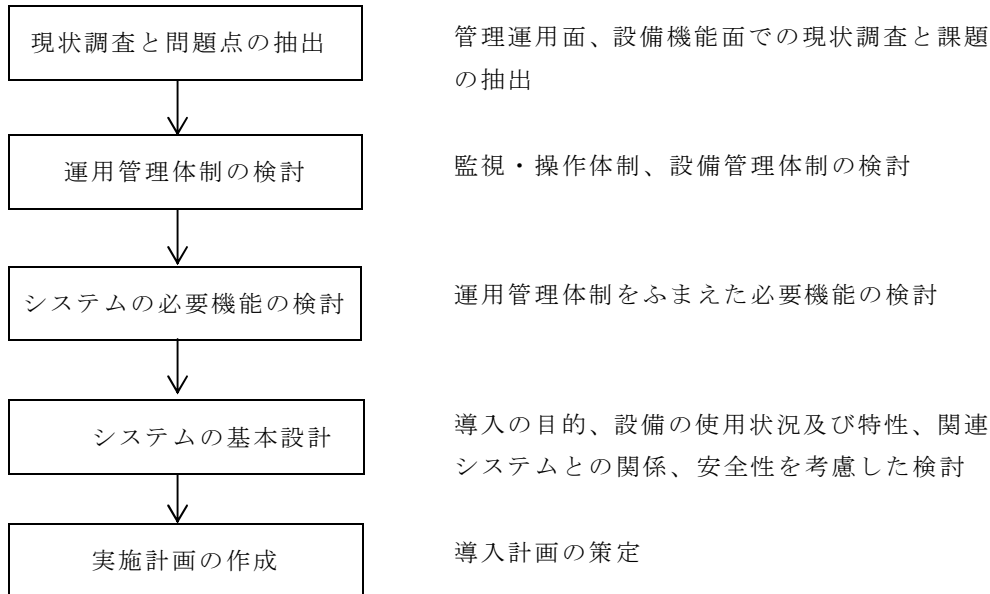 現状調査と問題点の抽出
管理運用面、設備機能面での現状調査と課題
の抽出
運用管理体制の検討
監視・操作体制、設備管理体制の検討
システムの必要機能の検討
運用管理体制をふまえた必要機能の検討
システムの基本設計
導入の目的、設備の使用状況及び特性、関連
システムとの関係、安全性を考慮した検討
実施計画の作成
導入計画の策定